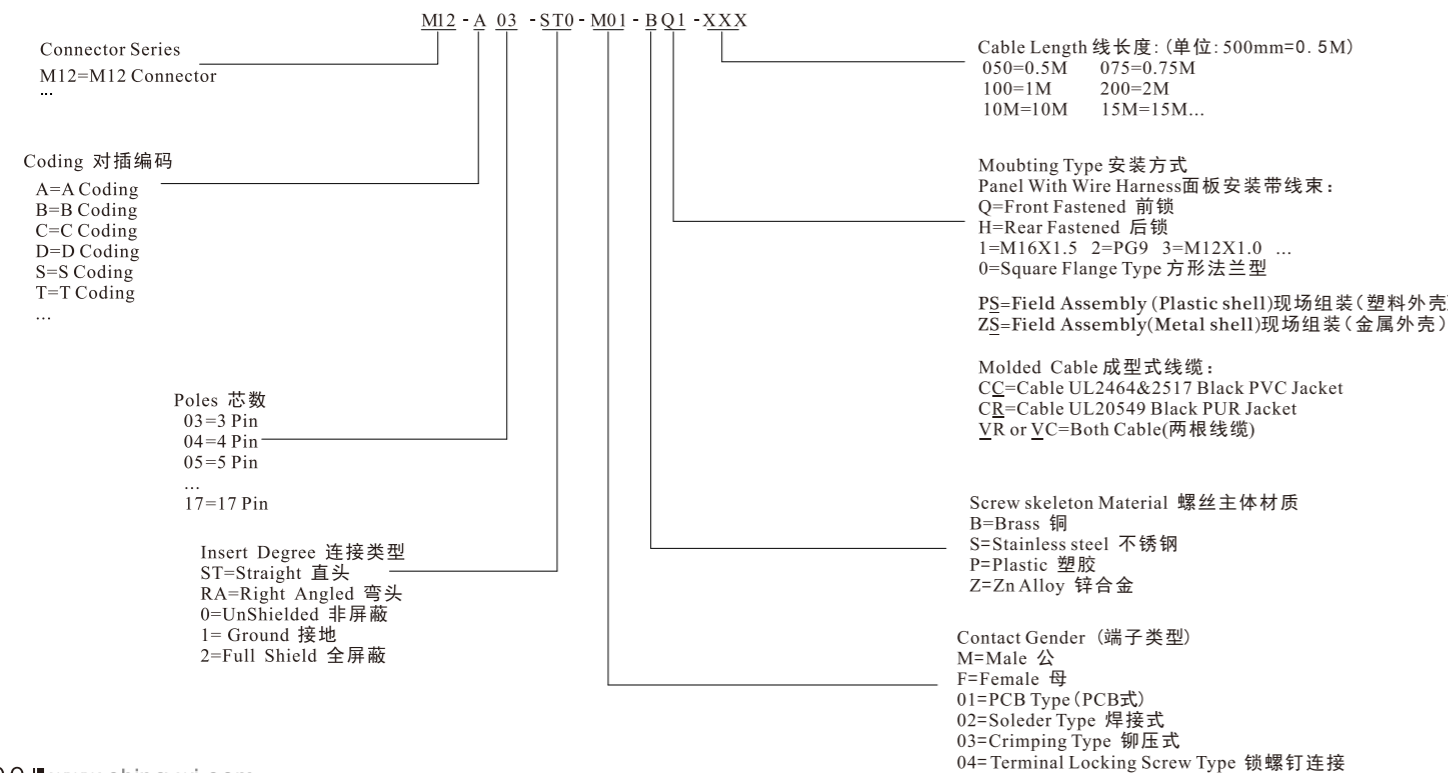 M12 - A 03 - ST0 - M01 - B Q1 - XXX
Connector Series
M12=M12 Connector
...
Coding 对插编码
A=A Coding
B=B Coding
C=C Coding
D=D Coding
S=S Coding
T=T Coding
...
Poles 芯数
03=3 Pin
04=4 Pin
05=5 Pin
...
17=17 Pin
Insert Degree 连接类型
ST=Straight 直头
RA=Right Angled 弯头
0=UnShielded 非屏蔽
1= Ground 接地
2=Full Shield 全屏蔽
Cable Length 线长度: (单位: 500mm=0. 5M)
050=0.5M 075=0.75M
100=1M 200=2M
10M=10M 15M=15M...
Moubting Type 安装方式
Panel With Wire Harness面板安装带线束：
Q=Front Fastened 前锁
H=Rear Fastened 后锁
1=M16X1.5 2=PG9 3=M12X1.0 ...
0=Square Flange Type 方形法兰型
PS=Field Assembly (Plastic shell)现场组装（塑料外壳
ZS=Field Assembly(Metal shell)现场组装（金属外壳）
Molded Cable 成型式线缆：
CC=Cable UL2464&2517 Black PVC Jacket
CR=Cable UL20549 Black PUR Jacket
VR or VC=Both Cable(两根线缆)
Screw skeleton Material 螺丝主体材质
B=Brass 铜
S=Stainless steel 不锈钢
P=Plastic 塑胶
Z=Zn Alloy 锌合金
Contact Gender (端子类型)
M=Male 公
F=Female 母
01=PCB Type (PCB式)
02=Soleder Type 焊接式
03=Crimping Type 铆压式
04=Terminal Locking Screw Type 锁螺钉连接